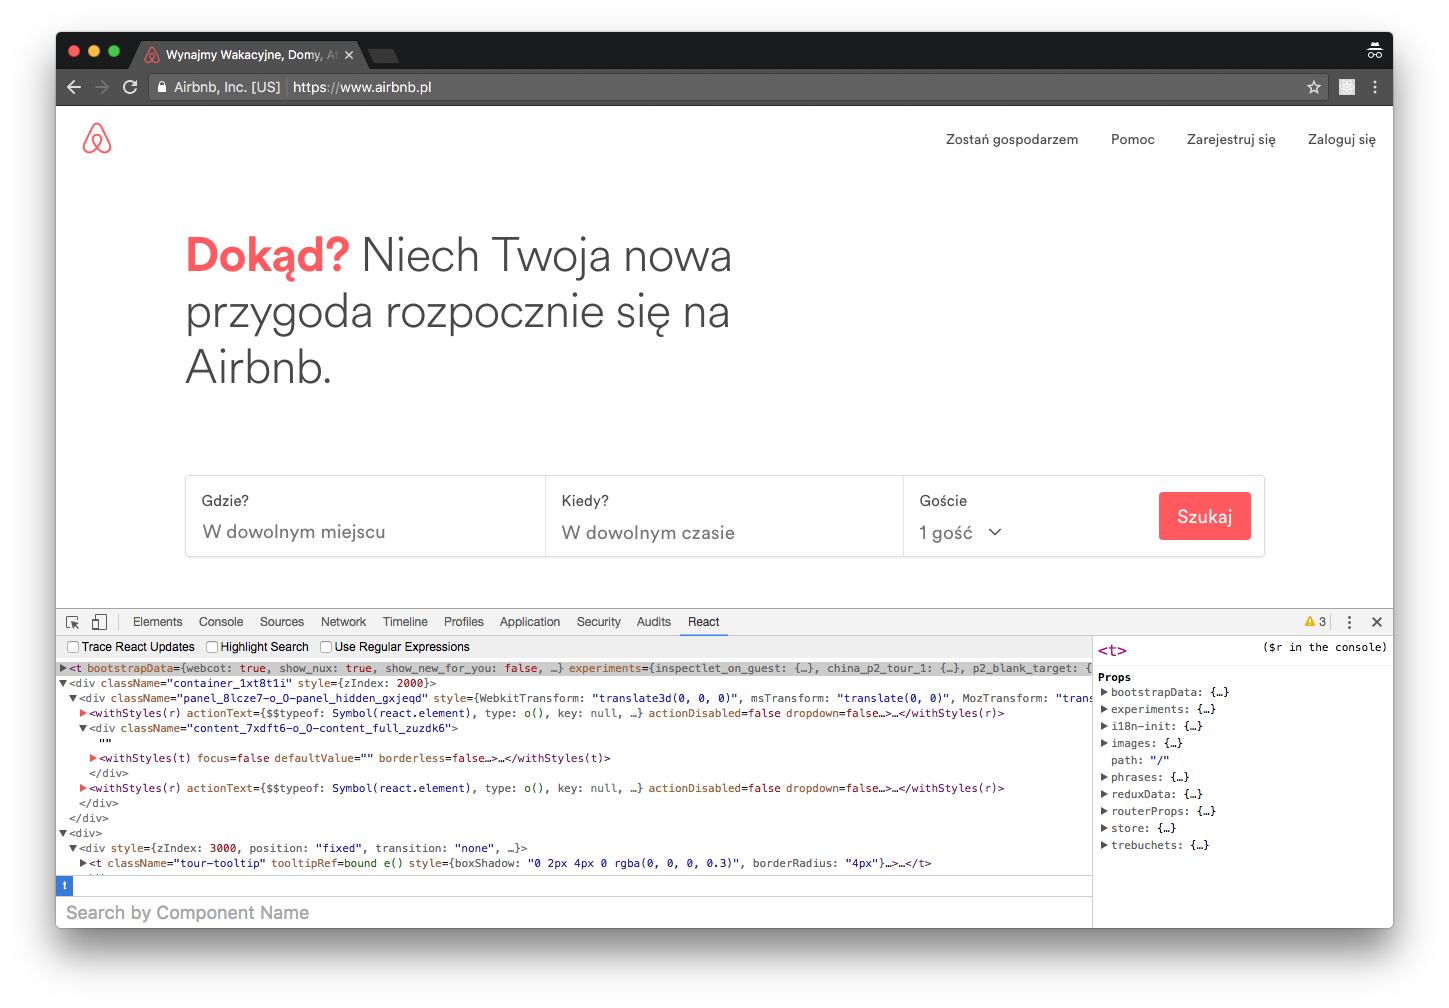 Wynajmy Wakacyjne, Domy, At
Airbnb, Inc. [US] https://www.airbnb.pl
Zostań gospodarzem Pomoc Zarejestruj się Zaloguj się
Dokąd? Niech Twoja nowa
przygoda rozpocznie się na
Airbnb.
Gdzie? Kiedy? Goście
W dowolnym miejscu W dowolnym czasie 1 gość Szukaj
Elements Console Sources Network Timeline Profiles Application Security Audits React 3
Trace React Updates Highlight Search Use Regular Expressions
<t bootstrapData={webcot: true, show_nux: true, show_new_for_you: false, …} experiments={inspectlet_on_guest: {…}, china_p2_tour_1: {…}, p2_blank_target: {
<div className="container_1xt8t1i" style={zIndex: 2000}>
<div className="panel_8lcze7-o_O-panel_hidden_gxjeqd" style={WebkitTransform: "translate3d(0, 0, 0)", msTransform: "translate(0, 0)", MozTransform: "trans
<withStyles(r) actionText={$$typeof: Symbol(react.element), type: o(), key: null, …} actionDisabled=false dropdown=false…>…</withStyles(r)>
<div className="content_7xdft6-o_O-content_full_zuzdk6">
""
<withStyles(t) focus=false defaultValue="" borderless=false…>…</withStyles(t)>
</div>
<withStyles(r) actionText={$$typeof: Symbol(react.element), type: o(), key: null, …} actionDisabled=false dropdown=false…>…</withStyles(r)>
</div>
</div>
<div>
<div style={zIndex: 3000, position: "fixed", transition: "none", …}>
<t className="tour-tooltip" tooltipRef=bound e() style={boxShadow: "0 2px 4px 0 rgba(0, 0, 0, 0.3)", borderRadius: "4px"}…>…</t>
t
Search by Component Name
<t> ($r in the console)
Props
bootstrapData: {…}
experiments: {…}
i18n-init: {…}
images: {…}
path: "/"
phrases: {…}
reduxData: {…}
routerProps: {…}
store: {…}
trebuchets: {…}